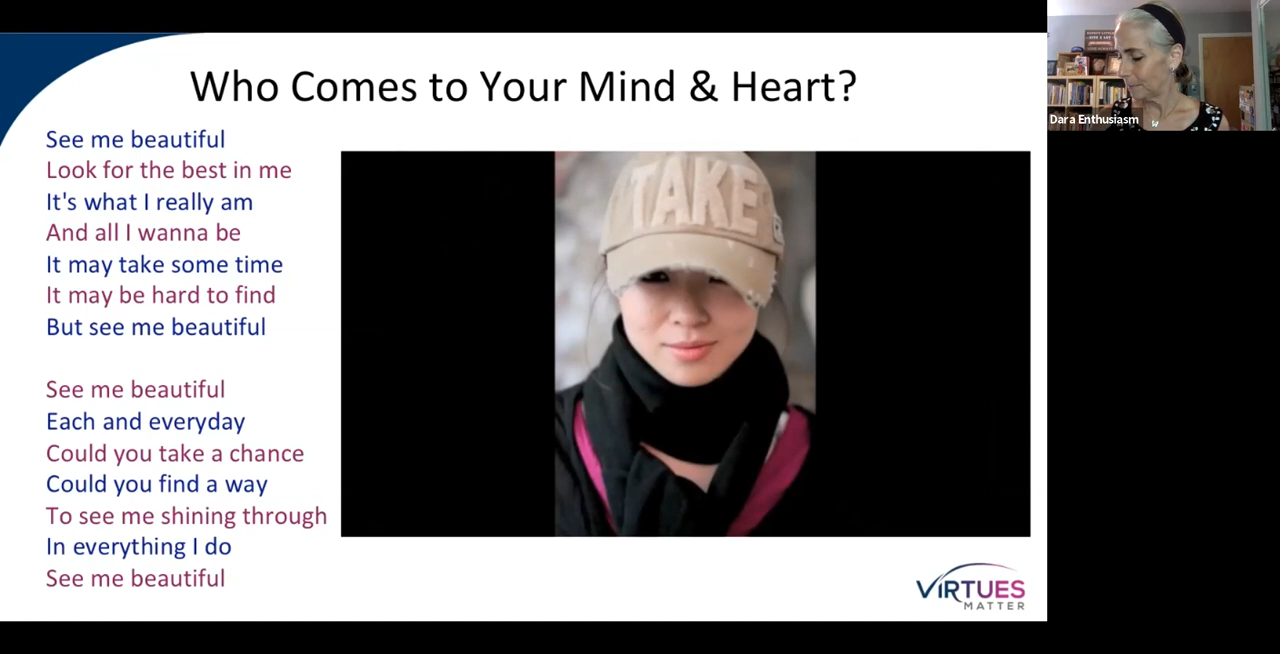 Who Comes to Your Mind & Heart?
See me beautiful
Look for the best in me
It's what I really am
And all I wanna be
It may take some time
It may be hard to find
But see me beautiful
See me beautiful
Each and everyday
Could you take a chance
Could you find a way
To see me shining through
In everything I do
See me beautiful
TAKE
VIRTUES
MATTER
Dara Enthusiasm